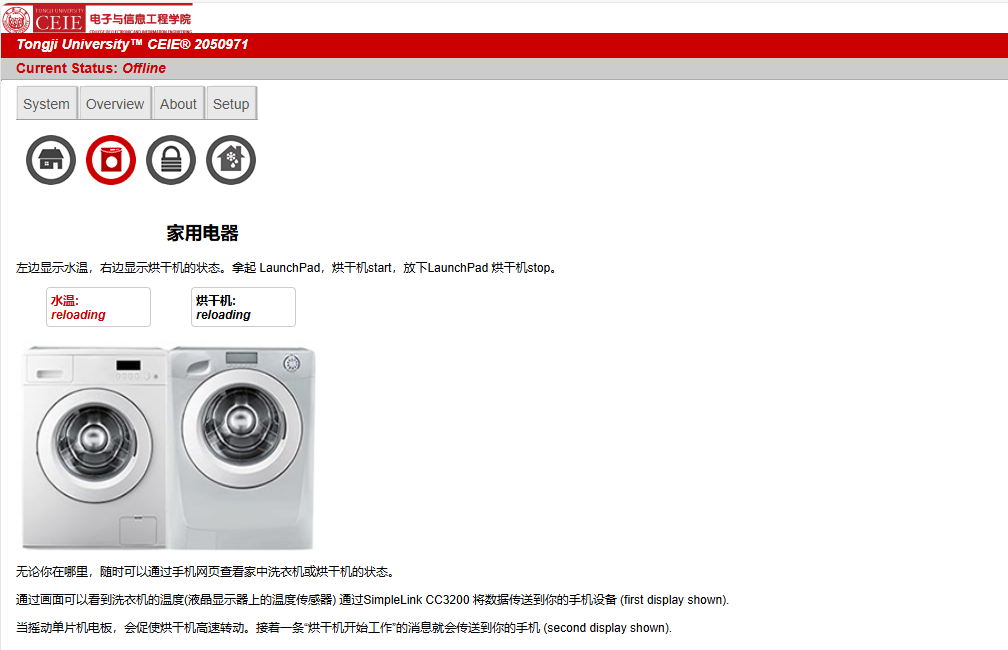 TONGJI UNIVERSITY
CEIE 电子与信息工程学院
COLLEGE OF ELECTRONIC AND INFORMATION ENGINEERING
Tongji University™ CEIE® 2050971
Current Status: Offline
System Overview About Setup
家用电器
左边显示水温，右边显示烘干机的状态。拿起 LaunchPad，烘干机start，放下LaunchPad 烘干机stop。
水温: 烘干机:
reloading reloading
无论你在哪里，随时可以通过手机网页查看家中洗衣机或烘干机的状态。
通过画面可以看到洗衣机的温度(液晶显示器上的温度传感器) 通过SimpleLink CC3200 将数据传送到你的手机设备 (first display shown).
当摇动单片机电板，会促使烘干机高速转动。接着一条“烘干机开始工作”的消息就会传送到你的手机 (second display shown).